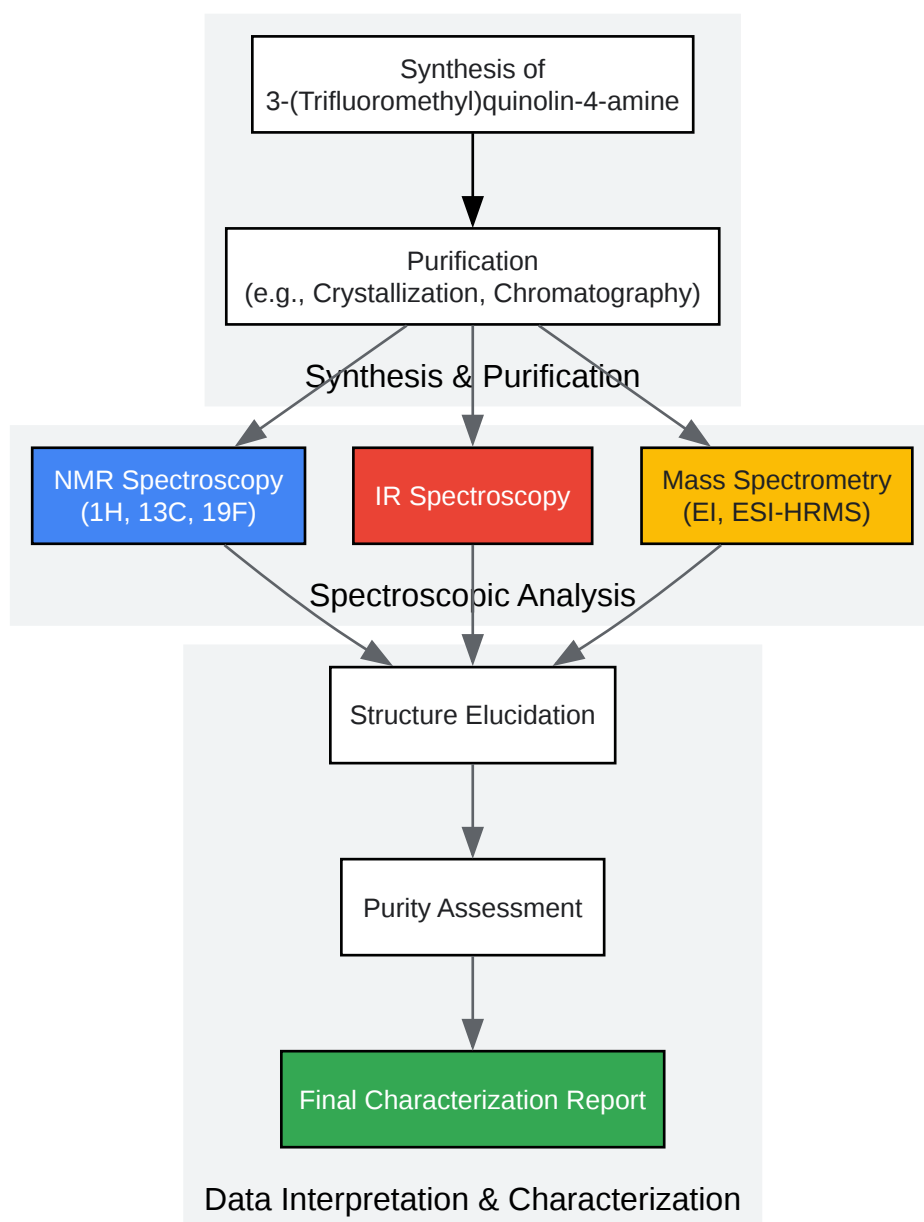 Synthesis of
3-(Trifluoromethyl)quinolin-4-amine
Purification
(e.g., Crystallization, Chromatography)
Synthesis & Purification
NMR Spectroscopy
(1H, 13C, 19F)
IR Spectroscopy
Mass Spectrometry
(EI, ESI-HRMS)
Spectroscopic Analysis
Structure Elucidation
Purity Assessment
Final Characterization Report
Data Interpretation & Characterization